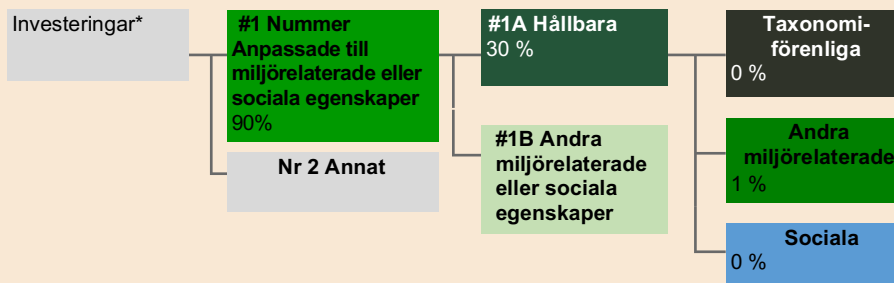 Investeringar*
#1 Nummer
Anpassade till
miljörelaterade eller
sociala egenskaper
90%
Nr 2 Annat
#1A Hållbara
30 %
#1B Andra
miljörelaterade
eller sociala
egenskaper
Taxonomi-
förenliga
0 %
Andra
miljörelaterade
1 %
Sociala
0 %